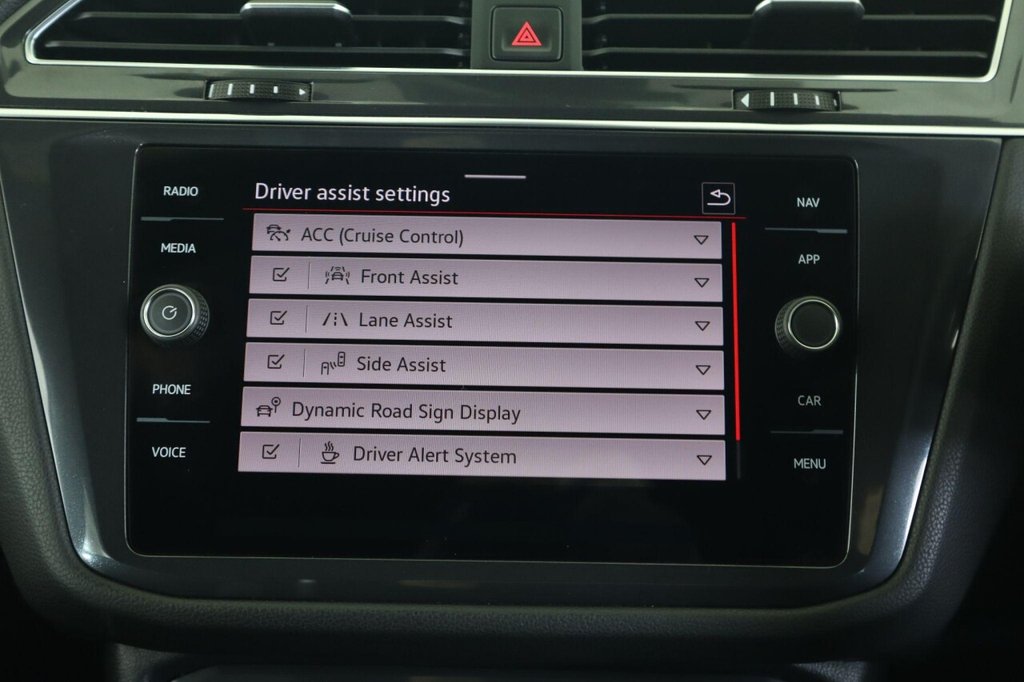 RADIO
MEDIA
PHONE
VOICE
Driver assist settings
ACC (Cruise Control)
Front Assist
Lane Assist
Side Assist
Dynamic Road Sign Display
Driver Alert System
NAV
APP
CAR
MENU